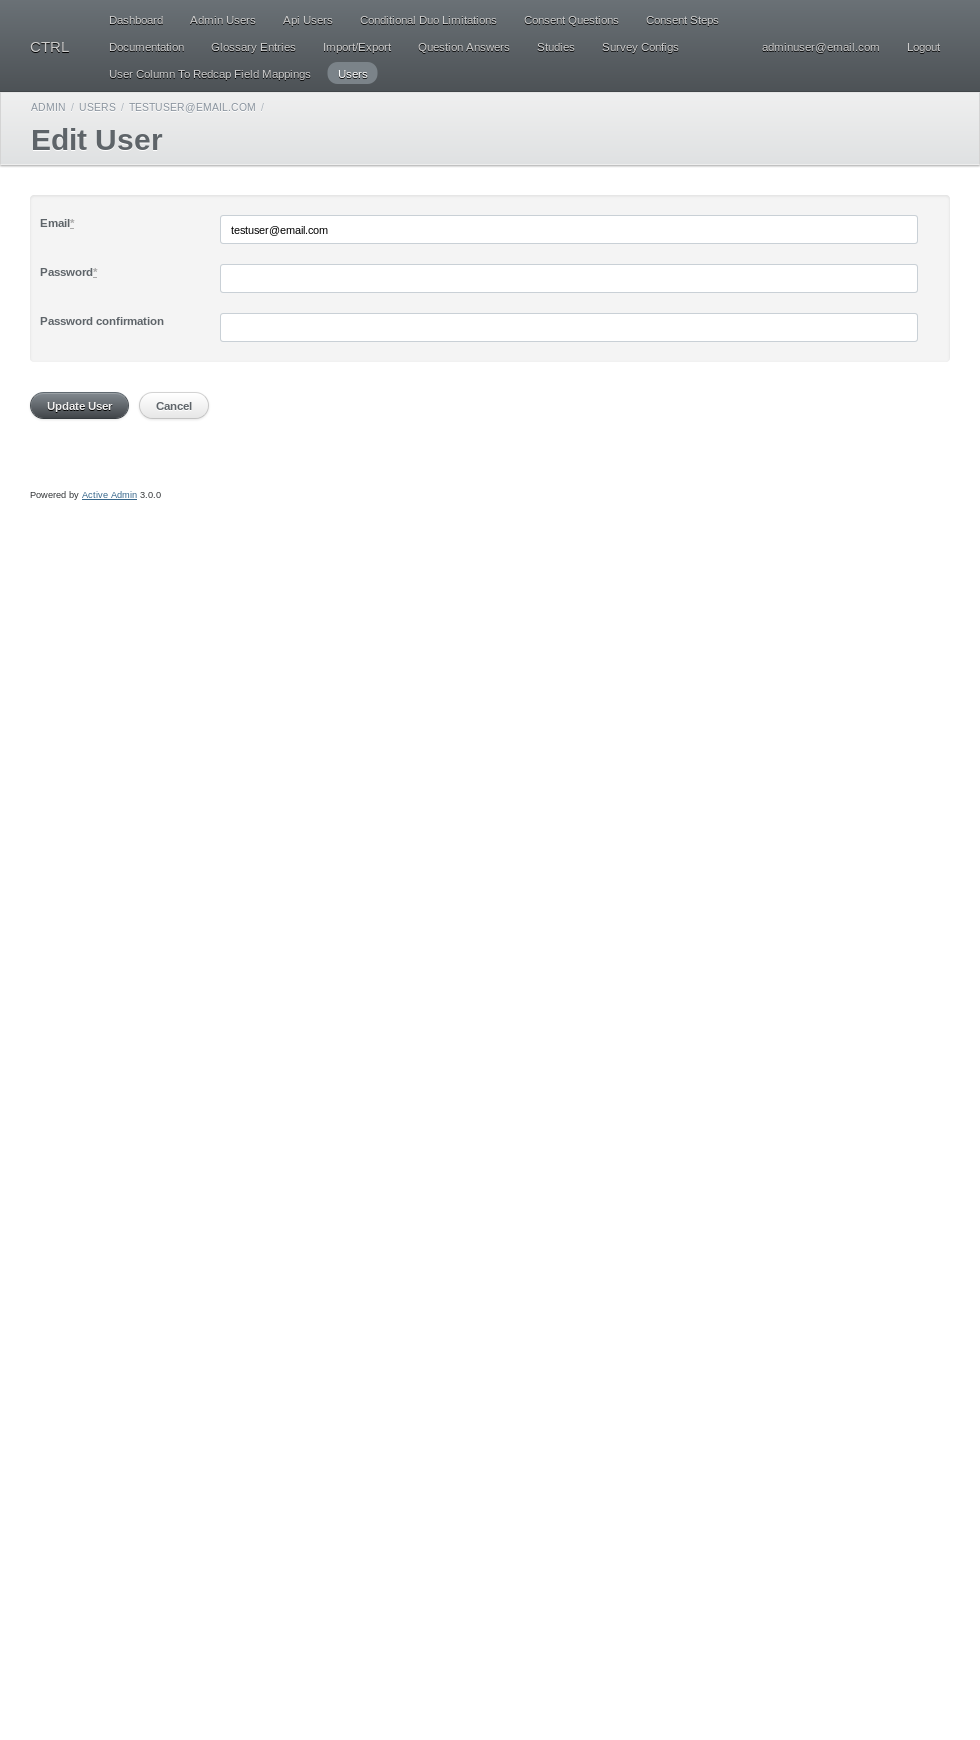 Dashboard Admin Users Api Users Conditional Duo Limitations Consent Questions Consent Steps
CTRL Documentation Glossary Entries Import/Export Question Answers Studies Survey Configs adminuser@email.com Logout
User Column To Redcap Field Mappings Users
ADMIN / USERS / TESTUSER@EMAIL.COM /
Edit User
Email*
testuser@email.com
Password*
Password confirmation
Update User Cancel
Powered by Active Admin 3.0.0